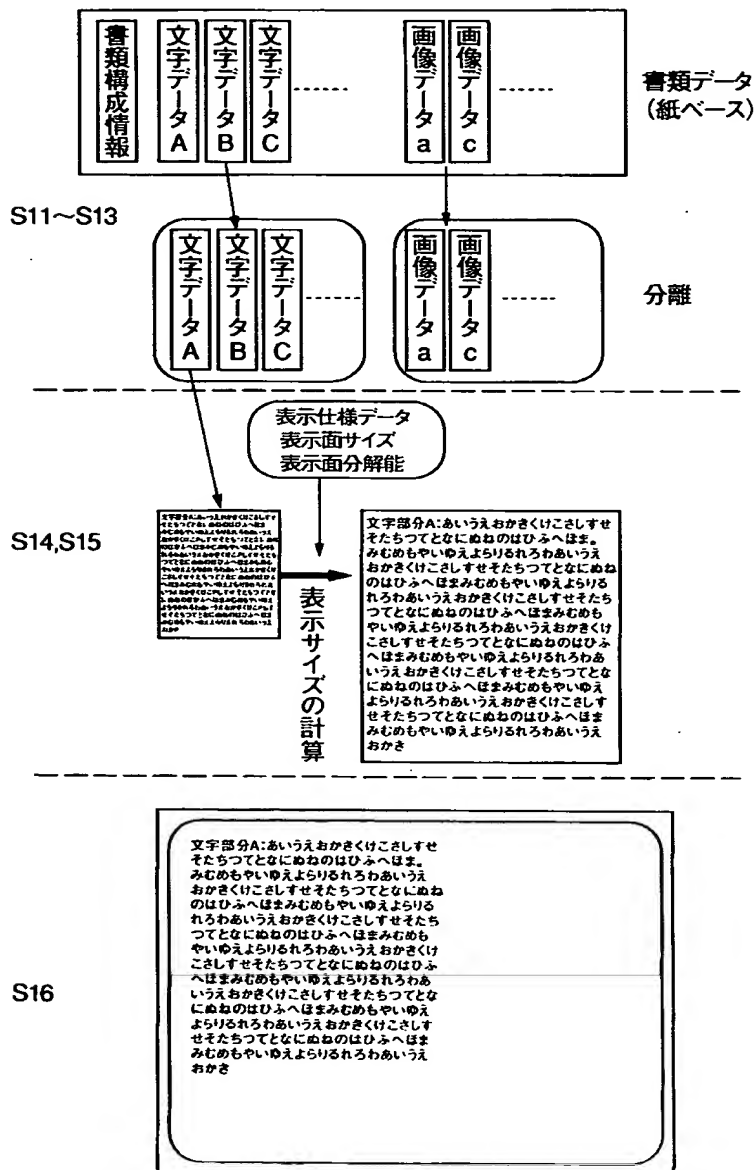 書類構成情報
文字データA
文字データB
文字データC
画像データa
画像データc
書類データ
(紙ベース)
S11〜S13
文字データA
文字データB
文字データC
画像データa
画像データc
分離
表示仕様データ
表示面サイズ
表示面分解能
S14,S15
表示サイズの計算
文字部分A:あいうえおかきくけこさしすせ
そたちつてとなにぬねのはひふへほま。
みむめもやいゆえよらりるれろわあいうえ
おかきくけこさしすせそたちつてとなにぬね
のはひふへほまみむめもやいゆえよらりる
れろわあいうえおかきくけこさしすせそたち
つてとなにぬねのはひふへほまみむめも
やいゆえよらりるれろわあいうえおかきくけ
こさしすせそたちつてとなにぬねのはひふ
へほまみむめもやいゆえよらりるれろわあ
いうえおかきくけこさしすせそたちつてとな
にぬねのはひふへほまみむめもやいゆえ
よらりるれろわあいうえおかきくけこさしす
せそたちつてとなにぬねのはひふへほま
みむめもやいゆえよらりるれろわあいうえ
おかき
S16
文字部分A:あいうえおかきくけこさしすせ
そたちつてとなにぬねのはひふへほま。
みむめもやいゆえよらりるれろわあいうえ
おかきくけこさしすせそたちつてとなにぬね
のはひふへほまみむめもやいゆえよらりる
れろわあいうえおかきくけこさしすせそたち
つてとなにぬねのはひふへほまみむめも
やいゆえよらりるれろわあいうえおかきくけ
こさしすせそたちつてとなにぬねのはひふ
へほまみむめもやいゆえよらりるれろわあ
いうえおかきくけこさしすせそたちつてとな
にぬねのはひふへほまみむめもやいゆえ
よらりるれろわあいうえおかきくけこさしす
せそたちつてとなにぬねのはひふへほま
みむめもやいゆえよらりるれろわあいうえ
おかき